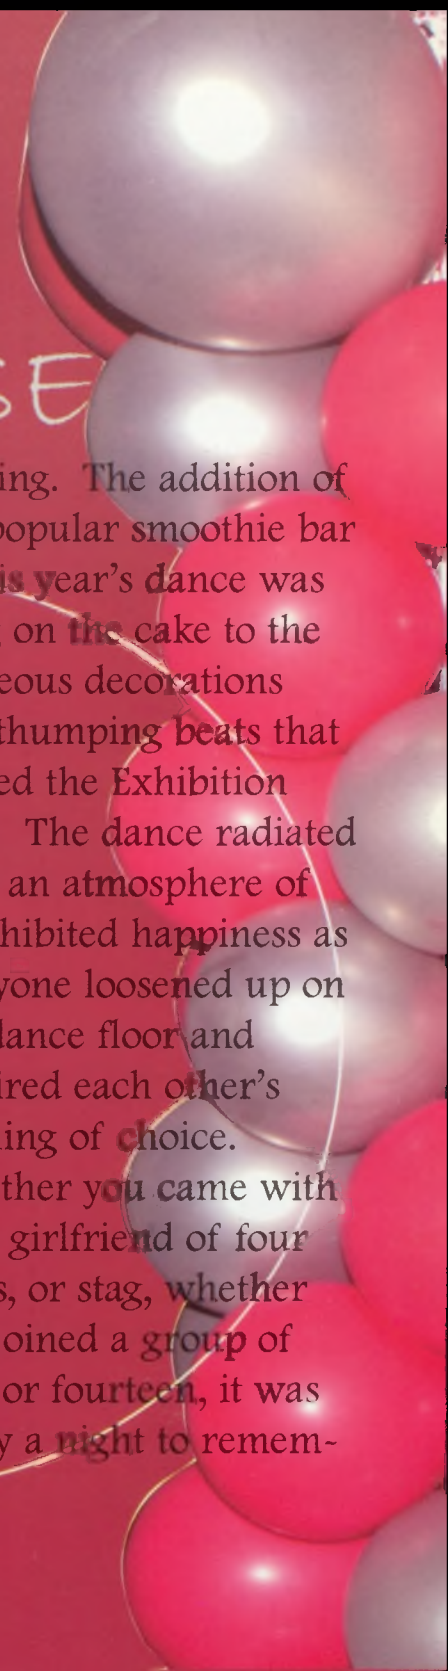 SE
ing. The addition of
popular smoothie bar
is year's dance was
on the cake to the
eous decorations
thumping beats that
ed the Exhibition
The dance radiated
an atmosphere of
hibited happiness as
yone loosened up on
dance floor and
ired each other's
ing of choice.
ther you came with
girlfriend of four
s, or stag, whether
oined a group of
or fourteen, it was
y a night to remem-